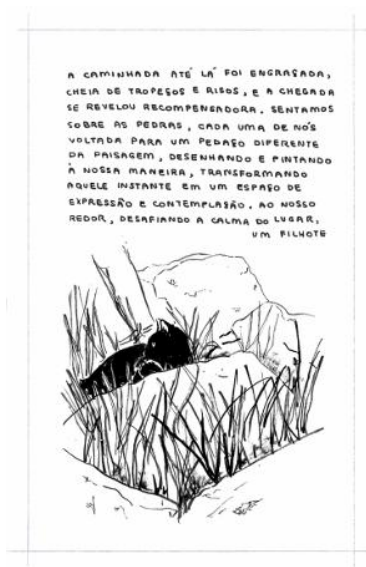 A CAMINHADA ATÉ LÁ FOI ENGRAÇADA,
CHEIA DE TROPEÇOS E RISOS, E A CHEGADA
SE REVELOU RECOMPENSADORA. SENTAMOS
SOBRE AS PEDRAS, CADA UMA DE NÓS
VOLTADA PARA UM PEDAÇO DIFERENTE
DA PAISAGEM, DESENHANDO E PINTANDO
À NOSSA MANEIRA, TRANSFORMANDO
AQUELE INSTANTE EM UM ESPAÇO DE
EXPRESSÃO E CONTEMPLAÇÃO. AO NOSSO
REDOR, DESAFIANDO A CALMA DO LUGAR,
UM FILHOTE